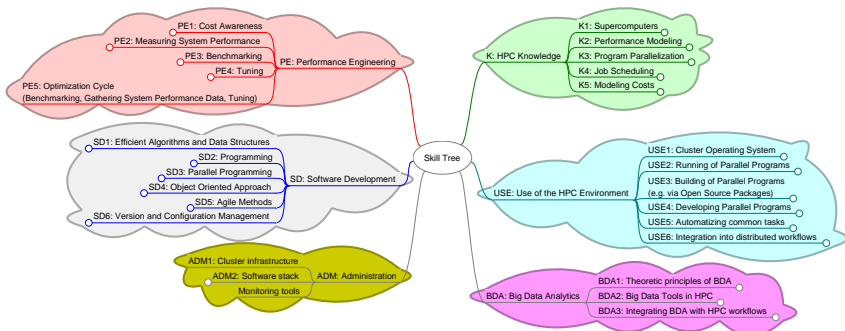 PE1: Cost Awareness
PE2: Measuring System Performance
PE3: Benchmarking
PE4: Tuning
PE5: Optimization Cycle
(Benchmarking, Gathering System Performance Data, Tuning)
PE: Performance Engineering
SD1: Efficient Algorithms and Data Structures
SD2: Programming
SD3: Parallel Programming
SD4: Object Oriented Approach
SD5: Agile Methods
SD6: Version and Configuration Management
SD: Software Development
ADM1: Cluster infrastructure
ADM2: Software stack
Monitoring tools
ADM: Administration
Skill Tree
K: HPC Knowledge
K1: Supercomputers
K2: Performance Modeling
K3: Program Parallelization
K4: Job Scheduling
K5: Modeling Costs
USE: Use of the HPC Environment
USE1: Cluster Operating System
USE2: Running of Parallel Programs
USE3: Building of Parallel Programs
(e.g. via Open Source Packages)
USE4: Developing Parallel Programs
USE5: Automatizing common tasks
USE6: Integration into distributed workflows
BDA: Big Data Analytics
BDA1: Theoretic principles of BDA
BDA2: Big Data Tools in HPC
BDA3: Integrating BDA with HPC workflows